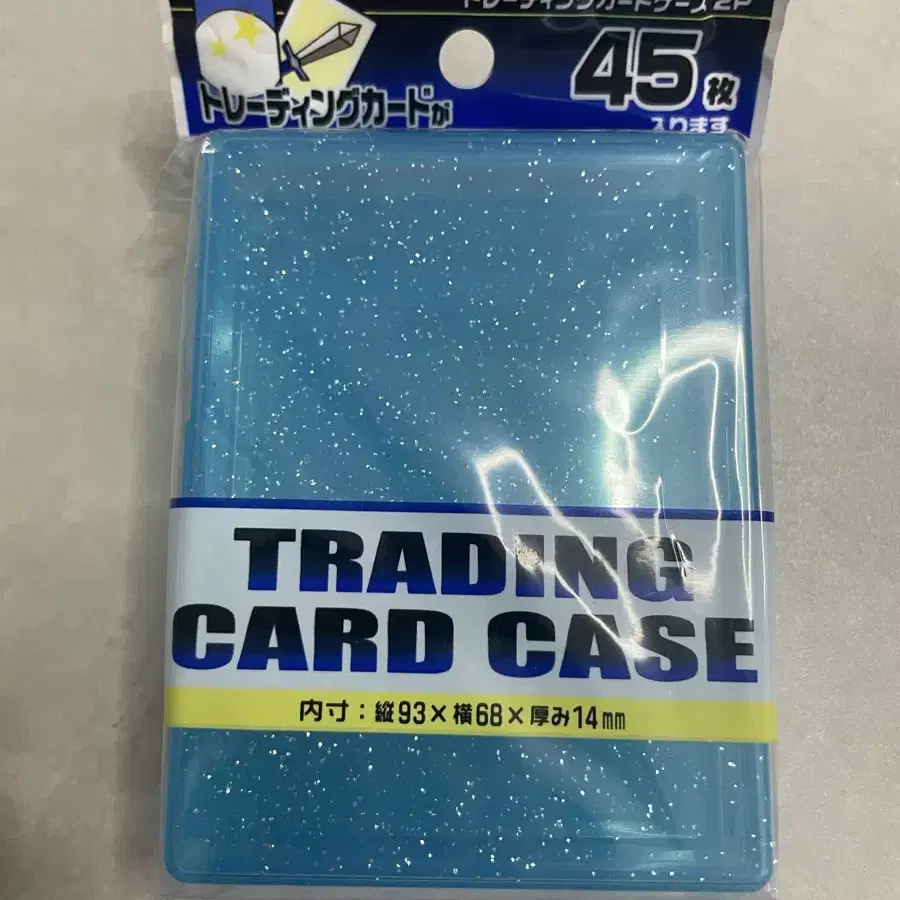 トレーディングカードケース2P
45枚
トレーディングカードが
入ります
TRADING
CARD CASE
内寸：縦93×横68×厚み14mm